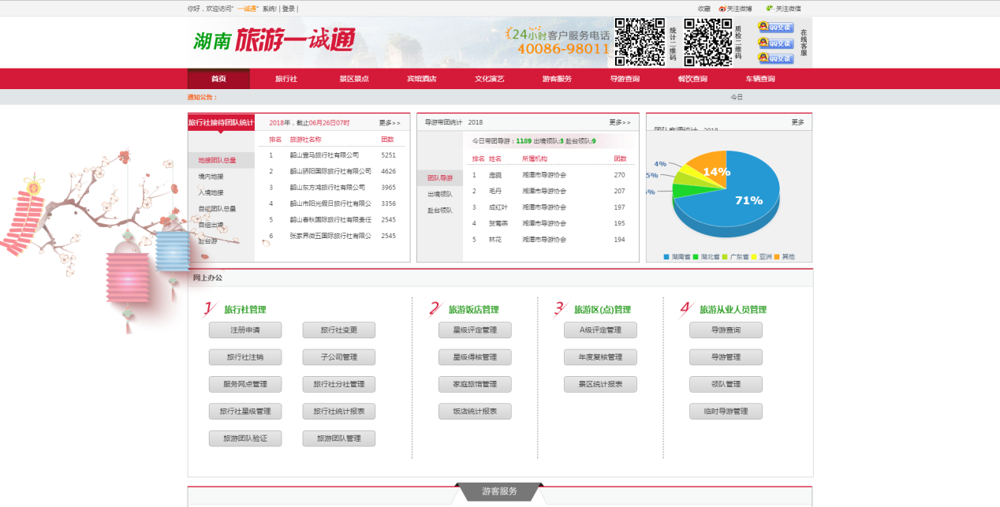 你好，欢迎访问“ 一诚通” 系统! | 登录 |
收藏 关注微博 关注微信
湖南 旅游一诚通
24小时客户服务电话
40086-98011
统计二维码
质检二维码
QQ交谈
QQ交谈
QQ交谈
在线客服
首页 旅行社 景区景点 宾馆酒店 文化演艺 游客服务 导游查询 餐饮查询 车辆查询
通知公告：
今日
旅行社接待团队统计 2018年，截止06月26日07时 更多>>
地接团队总量
境内地接
入境地接
自组团队总量
自组出境
赴台游
排名 旅游社名称 团数
1 韶山壹马旅行社有限公司 5251
2 韶山骄阳国际旅行社有限公司 4626
3 韶山东方鸿旅行社有限公司 3965
4 韶山市阳光假日旅行社有限公 3356
5 韶山春秋国际旅行社有限责任 2545
6 张家界微五国际旅行社有限公 2545
导游带团统计 2018 更多>>
团队导游
出境领队
赴台领队
今日带团导游：1189 出境领队:3 赴台领队:9
排名 姓名 所属机构 团数
1 庞靓 湘潭市导游协会 270
2 毛丹 湘潭市导游协会 207
3 成红叶 湘潭市导游协会 197
4 贺莺燕 湘潭市导游协会 195
5 林花 湘潭市导游协会 194
团队客源统计 2018
更多
4%
5%
%
14%
71%
湖南省 湖北省 广东省 亚洲 其他
网上办公
1 旅行社管理
注册申请 旅行社变更
旅行社注销 子公司管理
服务网点管理 旅行社分社管理
旅行社星级管理 旅行社统计报表
旅游团队验证 旅游团队管理
2 旅游饭店管理
星级评定管理
星级得核管理
家庭旅馆管理
饭店统计报表
3 旅游区(点)管理
A级评定管理
年度复核管理
景区统计报表
4 旅游从业人员管理
导游查询
导游管理
领队管理
临时导游管理
游客服务